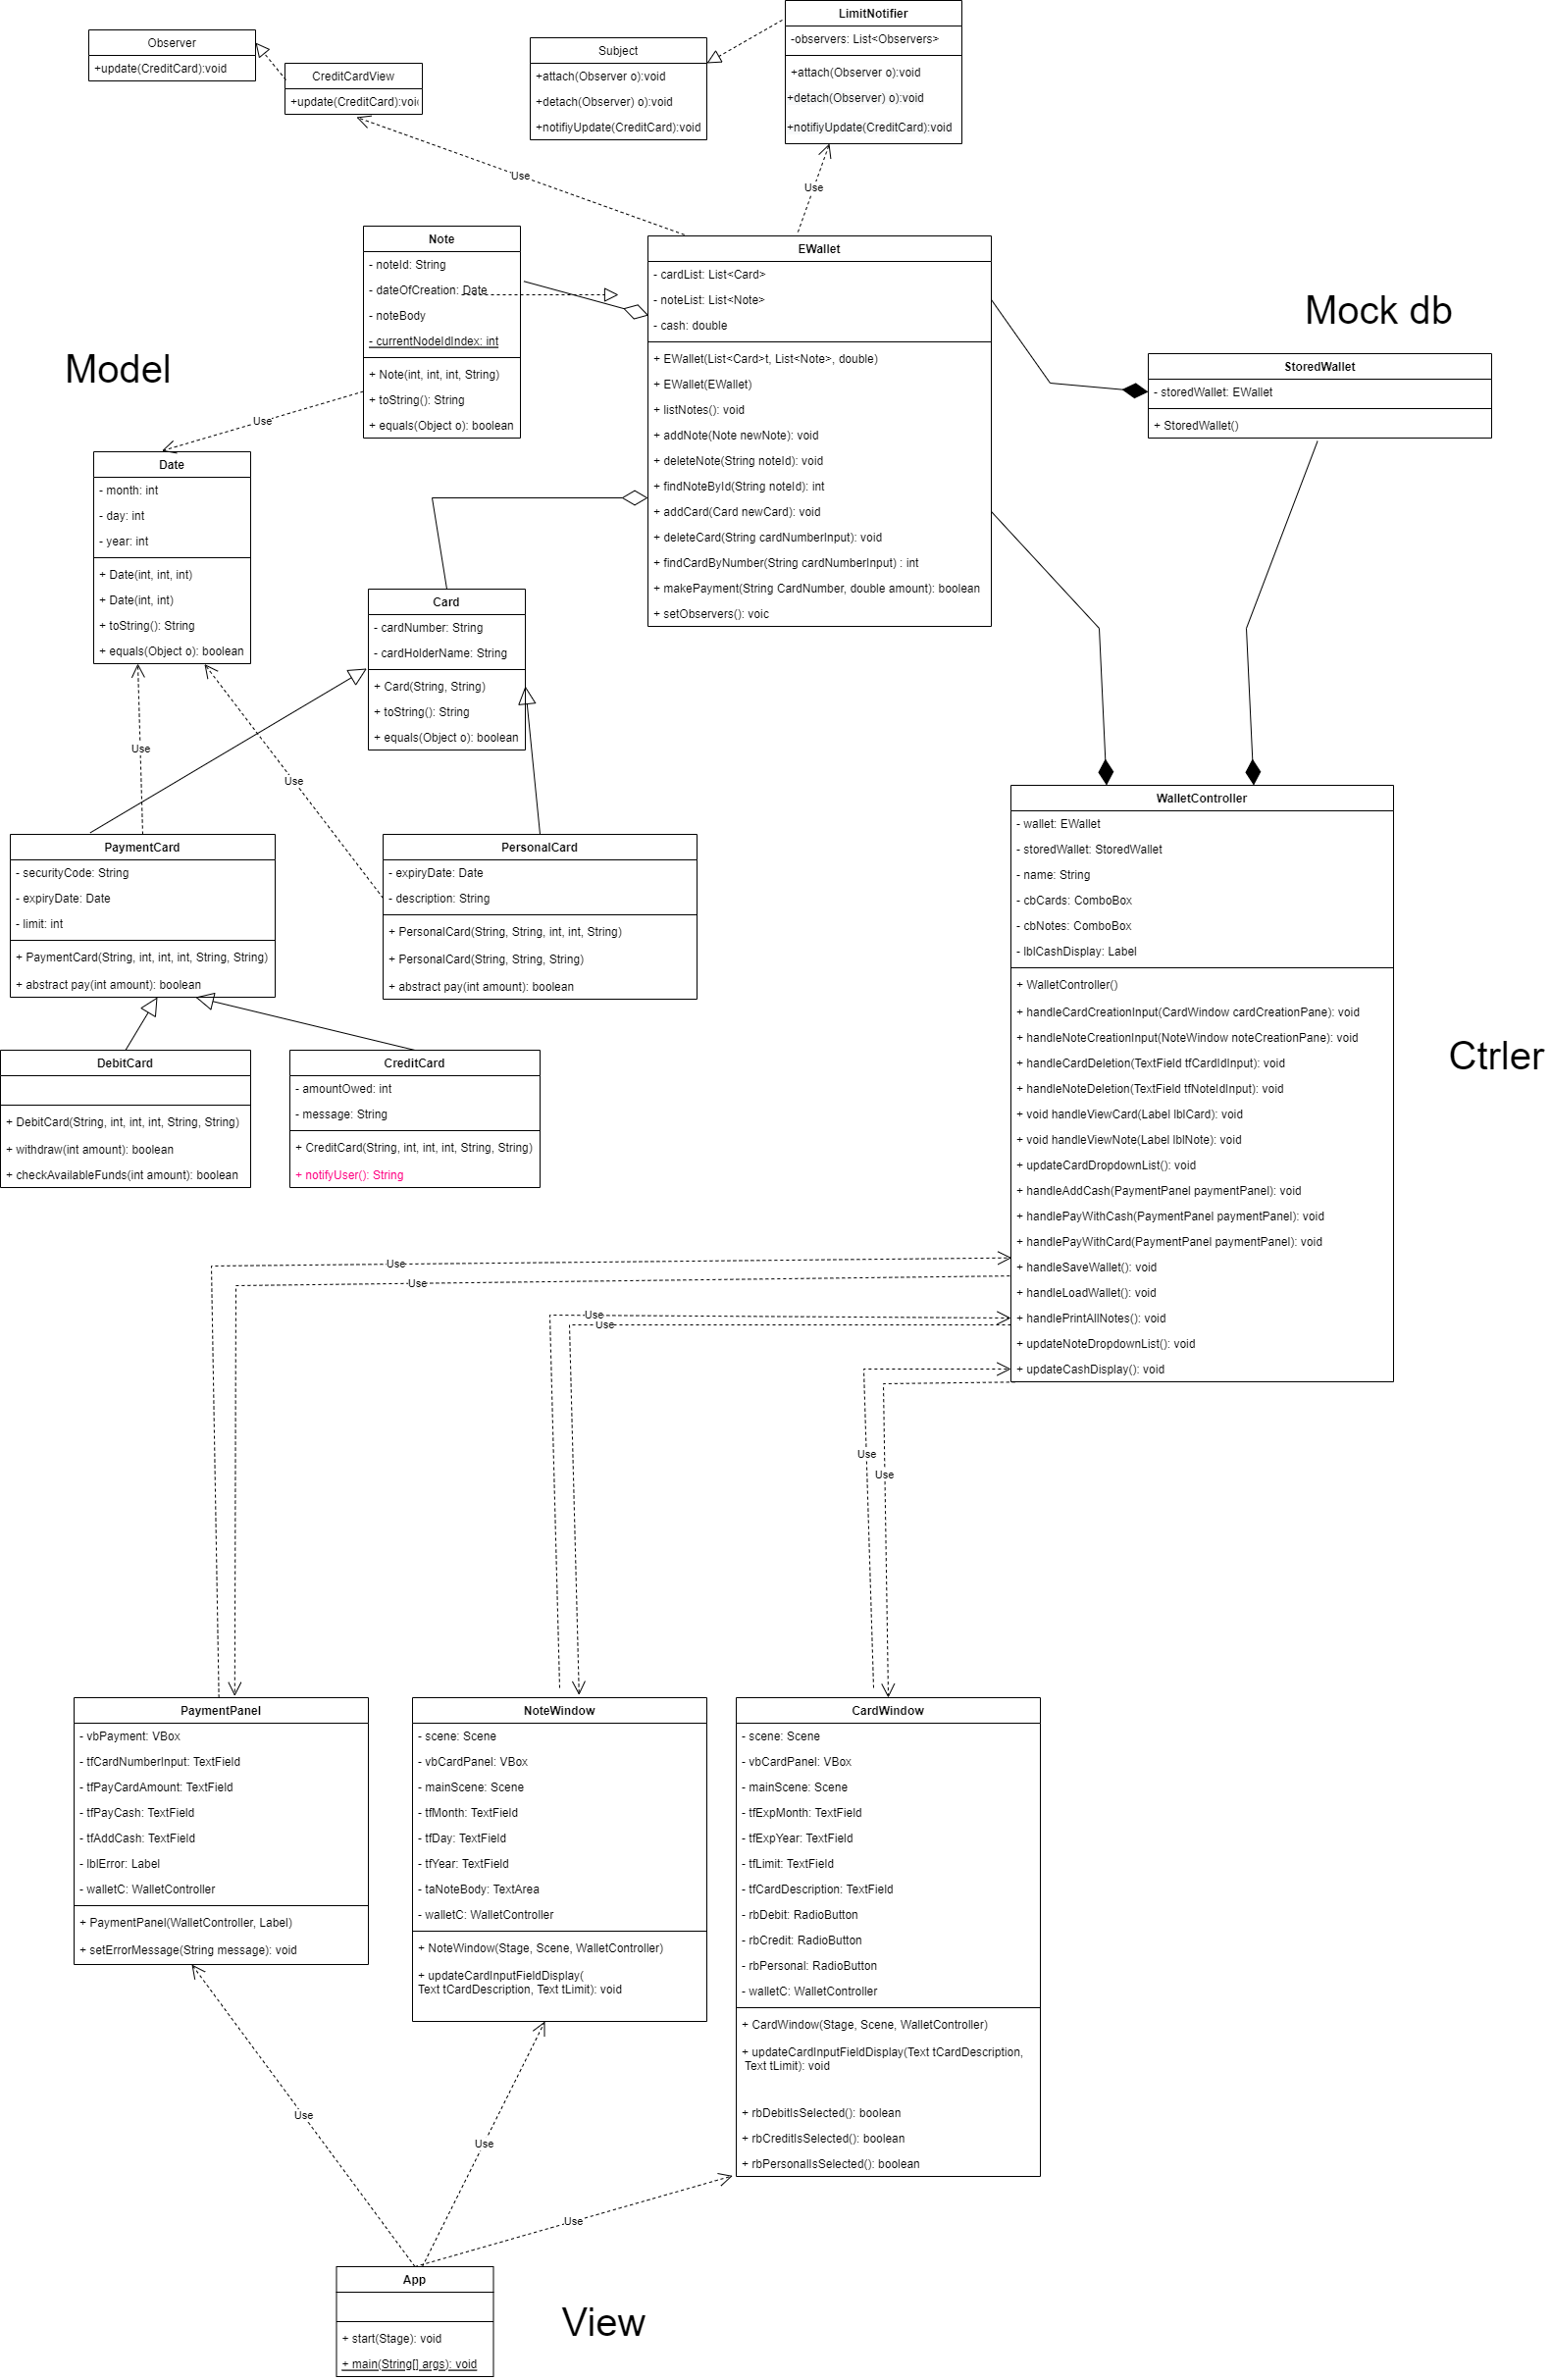 Observer
+update(CreditCard):void
CreditCardView
+update(CreditCard):void
Subject
+attach(Observer o):void
+detach(Observer) o):void
+notifiyUpdate(CreditCard):void
LimitNotifier
-observers: List<Observers>
+attach(Observer o):void
+detach(Observer) o):void
+notifiyUpdate(CreditCard):void
Use
Use
Note
- noteId: String
- dateOfCreation: Date
- noteBody
- currentNodeIdIndex: int
+ Note(int, int, int, String)
+ toString(): String
+ equals(Object o): boolean
EWallet
- cardList: List<Card>
- noteList: List<Note>
- cash: double
+ EWallet(List<Card>t, List<Note>, double)
+ EWallet(EWallet)
+ listNotes(): void
+ addNote(Note newNote): void
+ deleteNote(String noteId): void
+ findNoteById(String noteId): int
+ addCard(Card newCard): void
+ deleteCard(String cardNumberInput): void
+ findCardByNumber(String cardNumberInput) : int
+ makePayment(String CardNumber, double amount): boolean
+ setObservers(): voic
Mock db
StoredWallet
- storedWallet: EWallet
+ StoredWallet()
Model
Use
Date
- month: int
- day: int
- year: int
+ Date(int, int, int)
+ Date(int, int)
+ toString(): String
+ equals(Object o): boolean
Card
- cardNumber: String
- cardHolderName: String
+ Card(String, String)
+ toString(): String
+ equals(Object o): boolean
Use
Use
PaymentCard
- securityCode: String
- expiryDate: Date
- limit: int
+ PaymentCard(String, int, int, int, String, String)
+ abstract pay(int amount): boolean
PersonalCard
- expiryDate: Date
- description: String
+ PersonalCard(String, String, int, int, String)
+ PersonalCard(String, String, String)
+ abstract pay(int amount): boolean
WalletController
- wallet: EWallet
- storedWallet: StoredWallet
- name: String
- cbCards: ComboBox
- cbNotes: ComboBox
- lblCashDisplay: Label
+ WalletController()
+ handleCardCreationInput(CardWindow cardCreationPane): void
+ handleNoteCreationInput(NoteWindow noteCreationPane): void
+ handleCardDeletion(TextField tfCardIdInput): void
+ handleNoteDeletion(TextField tfNoteIdInput): void
+ void handleViewCard(Label lblCard): void
+ void handleViewNote(Label lblNote): void
+ updateCardDropdownList(): void
+ handleAddCash(PaymentPanel paymentPanel): void
+ handlePayWithCash(PaymentPanel paymentPanel): void
+ handlePayWithCard(PaymentPanel paymentPanel): void
+ handleSaveWallet(): void
+ handleLoadWallet(): void
+ handlePrintAllNotes(): void
+ updateNoteDropdownList(): void
+ updateCashDisplay(): void
Ctrler
DebitCard
+ DebitCard(String, int, int, int, String, String)
+ withdraw(int amount): boolean
+ checkAvailableFunds(int amount): boolean
CreditCard
- amountOwed: int
- message: String
+ CreditCard(String, int, int, int, String, String)
+ notifyUser(): String
Use
Use
Use
Use
Use
Use
PaymentPanel
- vbPayment: VBox
- tfCardNumberInput: TextField
- tfPayCardAmount: TextField
- tfPayCash: TextField
- tfAddCash: TextField
- lblError: Label
- walletC: WalletController
+ PaymentPanel(WalletController, Label)
+ setErrorMessage(String message): void
NoteWindow
- scene: Scene
- vbCardPanel: VBox
- mainScene: Scene
- tfMonth: TextField
- tfDay: TextField
- tfYear: TextField
- taNoteBody: TextArea
- walletC: WalletController
+ NoteWindow(Stage, Scene, WalletController)
+ updateCardInputFieldDisplay(
Text tCardDescription, Text tLimit): void
CardWindow
- scene: Scene
- vbCardPanel: VBox
- mainScene: Scene
- tfExpMonth: TextField
- tfExpYear: TextField
- tfLimit: TextField
- tfCardDescription: TextField
- rbDebit: RadioButton
- rbCredit: RadioButton
- rbPersonal: RadioButton
- walletC: WalletController
+ CardWindow(Stage, Scene, WalletController)
+ updateCardInputFieldDisplay(Text tCardDescription,
Text tLimit): void
+ rbDebitIsSelected(): boolean
+ rbCreditIsSelected(): boolean
+ rbPersonalIsSelected(): boolean
Use
Use
Use
App
+ start(Stage): void
+ main(String[] args): void
View